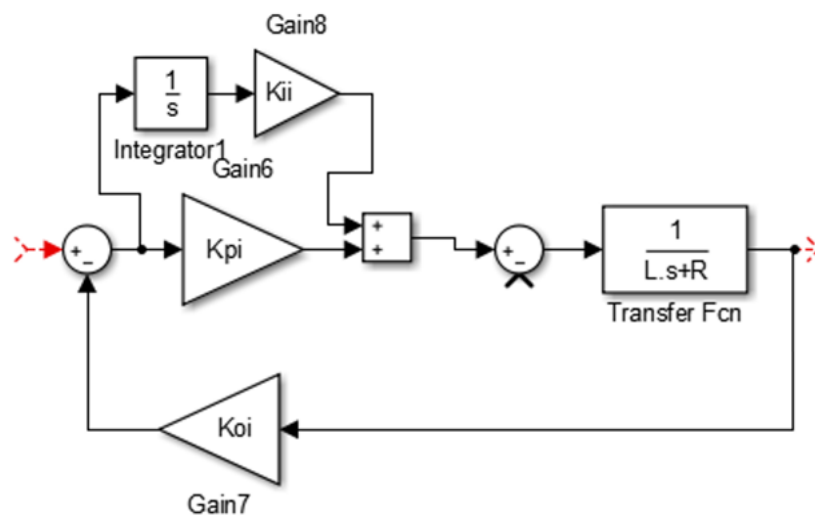 Gain8
1
s
Kii
Integrator1
Gain6
+
-
Kpi
+
+
+
-
1
L.s+R
Transfer Fcn
Koi
Gain7